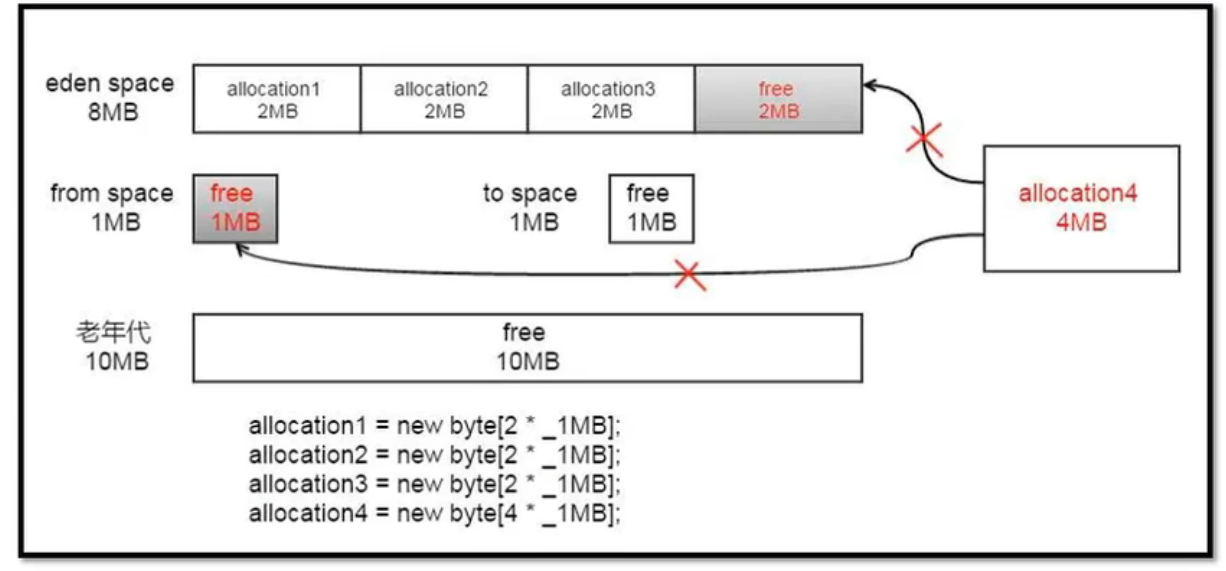 eden space
8MB
allocation1
2MB
allocation2
2MB
allocation3
2MB
free
2MB
from space
1MB
free
1MB
to space
1MB
free
1MB
allocation4
4MB
老年代
10MB
free
10MB
allocation1 = new byte[2 * _1MB];
allocation2 = new byte[2 * _1MB];
allocation3 = new byte[2 * _1MB];
allocation4 = new byte[4 * _1MB];